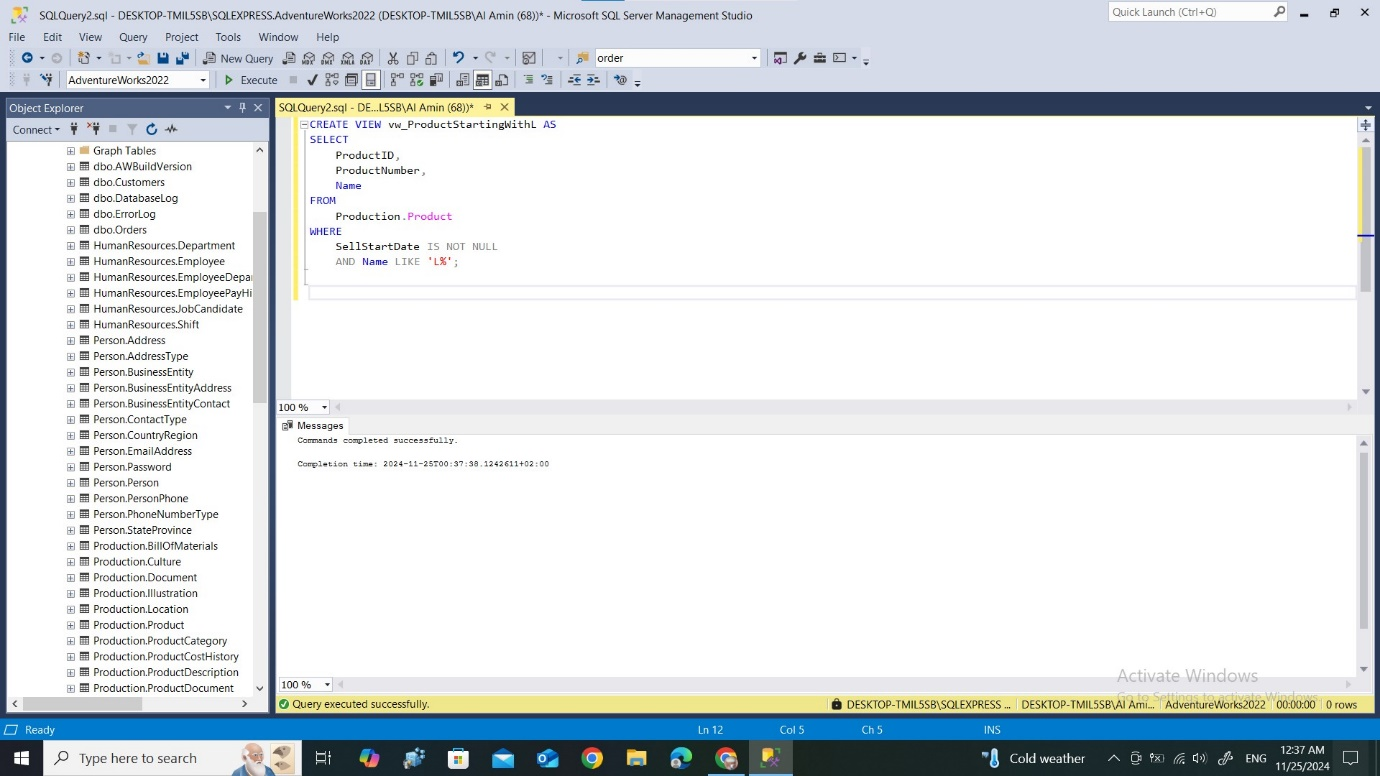 SQLQuery2.sql - DESKTOP-TMIL5SB\SQLEXPRESS.AdventureWorks2022 (DESKTOP-TMIL5SB\Al Amin (68))* - Microsoft SQL Server Management Studio
Quick Launch (Ctrl+Q)
File Edit View Query Project Tools Window Help
New Query
order
AdventureWorks2022
Execute
Object Explorer
SQLQuery2.sql - DE...L5SB\Al Amin (68))*
Connect
CREATE VIEW vw_ProductStartingWithL AS
SELECT
ProductID,
ProductNumber,
Name
FROM
Production.Product
WHERE
SellStartDate IS NOT NULL
AND Name LIKE 'L%';
Graph Tables
dbo.AWBuildVersion
dbo.Customers
dbo.DatabaseLog
dbo.ErrorLog
dbo.Orders
HumanResources.Department
HumanResources.Employee
HumanResources.EmployeeDepar
HumanResources.EmployeePayHi
HumanResources.JobCandidate
HumanResources.Shift
Person.Address
Person.AddressType
Person.BusinessEntity
Person.BusinessEntityAddress
Person.BusinessEntityContact
Person.ContactType
Person.CountryRegion
Person.EmailAddress
Person.Password
Person.Person
Person.PersonPhone
Person.PhoneNumberType
Person.StateProvince
Production.BillOfMaterials
Production.Culture
Production.Document
Production.Illustration
Production.Location
Production.Product
Production.ProductCategory
Production.ProductCostHistory
Production.ProductDescription
Production.ProductDocument
100 %
Messages
Commands completed successfully.
Completion time: 2024-11-25T00:37:38.1242611+02:00
Activate Windows
Go to Settings to activate Windows.
100 %
Query executed successfully.
DESKTOP-TMIL5SB\SQLEXPRESS ... DESKTOP-TMIL5SB\Al Ami... AdventureWorks2022 00:00:00 0 rows
Ready
Ln 12 Col 5 Ch 5 INS
Type here to search
Cold weather
ENG
12:37 AM
11/25/2024